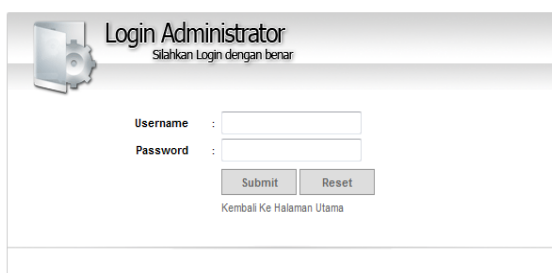 Login Administrator
Silahkan Login dengan benar
Username :
Password :
Submit Reset
Kembali Ke Halaman Utama